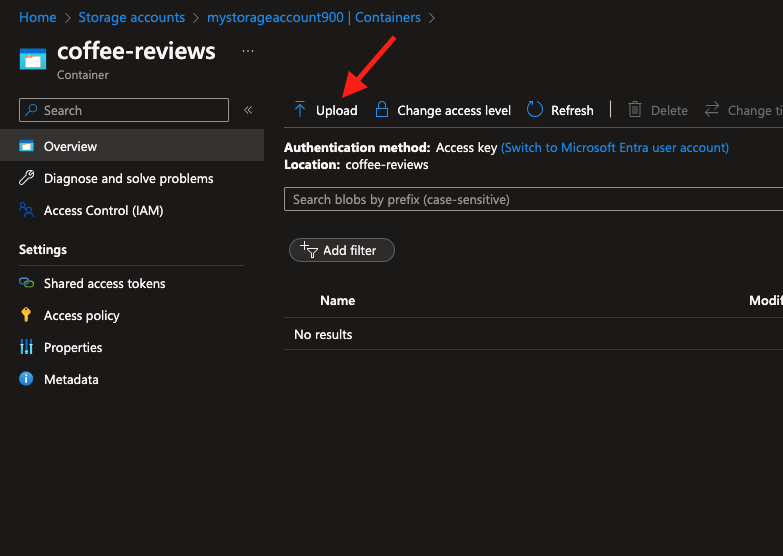 Home > Storage accounts > mystorageaccount900 | Containers >
coffee-reviews ...
Container
Search «
Upload Change access level Refresh | Delete Change ti
Overview
Diagnose and solve problems
Access Control (IAM)
Settings
Shared access tokens
Access policy
Properties
Metadata
Authentication method: Access key (Switch to Microsoft Entra user account)
Location: coffee-reviews
Search blobs by prefix (case-sensitive)
Add filter
Name Modif
No results